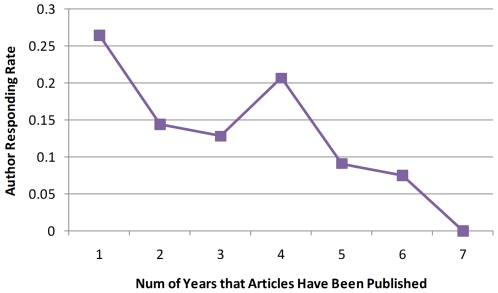 0.3
0.25
0.2
0.15
0.1
0.05
0
Author Responding Rate
1 2 3 4 5 6 7
Num of Years that Articles Have Been Published